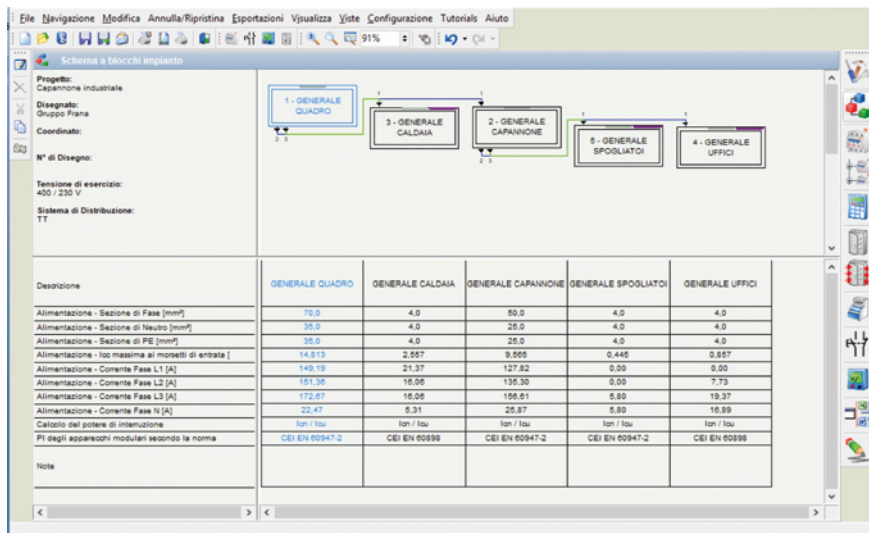 File Navigazione Modifica Annulla/Ripristina Esportazioni Visualizza Viste Configurazione Tutorials Aiuto
91%
Schema a blocchi impianto
Progetto:
Capannone industriale
Disegnato:
Gruppo Frana
Coordinato:
N° di Disegno:
Tensione di esercizio:
400 / 230 V
Sistema di Distribuzione:
TT
1 - GENERALE
QUADRO
2 3
1
3 - GENERALE
CALDAIA
1
2 - GENERALE
CAPANNONE
2 3
1
5 - GENERALE
SPOGLIATOI
1
4 - GENERALE
UFFICI
Descrizione GENERALE QUADRO GENERALE CALDAIA GENERALE CAPANNONE GENERALE SPOGLIATOI GENERALE UFFICI
Alimentazione - Sezione di Fase [mm²] 70,0 4,0 50,0 4,0 4,0
Alimentazione - Sezione di Neutro [mm²] 35,0 4,0 25,0 4,0 4,0
Alimentazione - Sezione di PE [mm²] 35,0 4,0 25,0 4,0 4,0
Alimentazione - Icc massima ai morsetti di entrata [ 14,813 2,557 9,565 0,445 0,857
Alimentazione - Corrente Fase L1 [A] 149,19 21,37 127,82 0,00 0,00
Alimentazione - Corrente Fase L2 [A] 151,36 16,06 135,30 0,00 7,73
Alimentazione - Corrente Fase L3 [A] 172,67 16,06 156,61 5,80 19,37
Alimentazione - Corrente Fase N [A] 22,47 5,31 25,87 5,80 16,89
Calcolo del potere di interruzione Icn / Icu Icn / Icu Icn / Icu Icn / Icu Icn / Icu
PI degli apparecchi modulari secondo la norma CEI EN 60947-2 CEI EN 60898 CEI EN 60947-2 CEI EN 60947-2 CEI EN 60898
Note